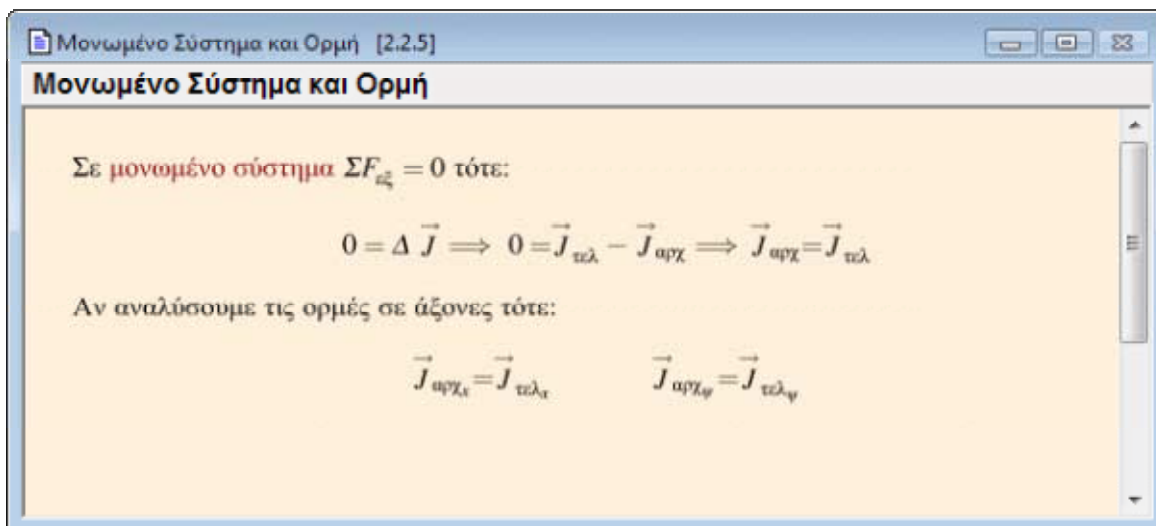 Μονωμένο Σύστημα και Ορμή [2.2.5]
Μονωμένο Σύστημα και Ορμή
Σε μονωμένο σύστημα ΣF_εξ = 0 τότε:
0 = Δ J⃗ ⟹ 0 = J⃗_τελ − J⃗_αρχ ⟹ J⃗_αρχ = J⃗_τελ
Αν αναλύσουμε τις ορμές σε άξονες τότε:
J⃗_αρχ_x = J⃗_τελ_x J⃗_αρχ_ψ = J⃗_τελ_ψ